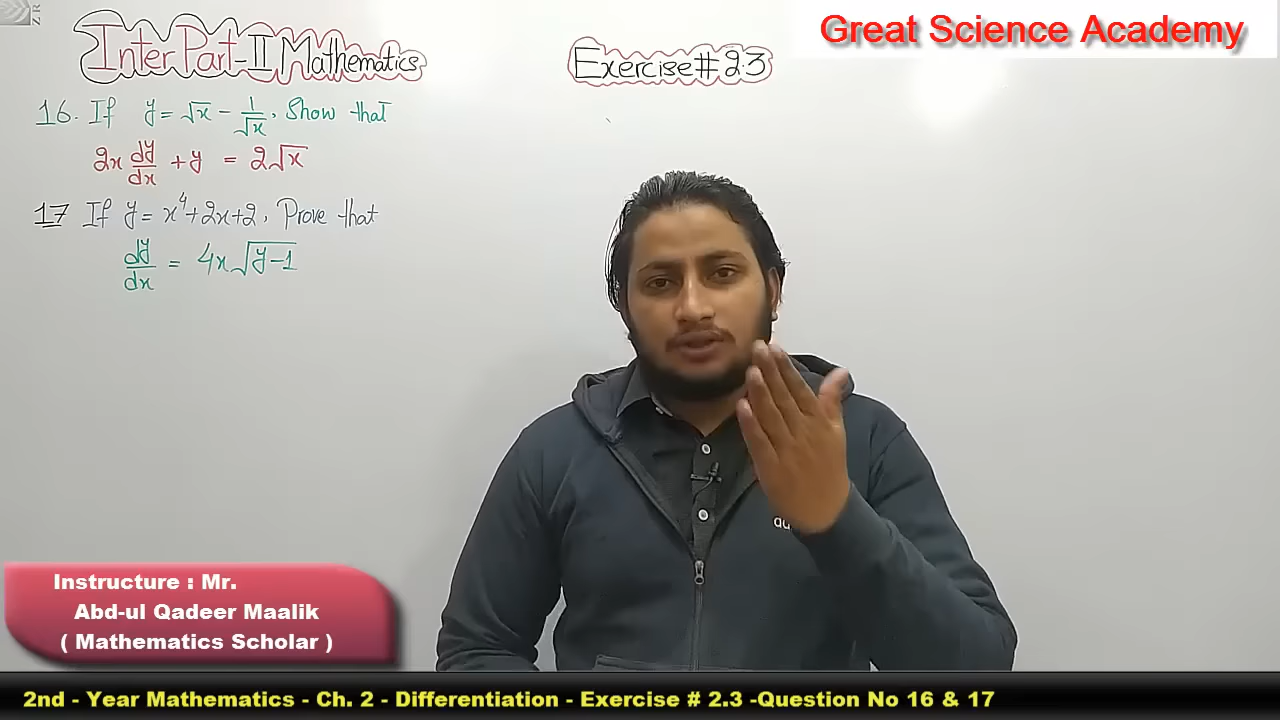 Great Science Academy
Inter Part-II Mathematics
Exercise # 2.3
16. If y = √x - 1/√x, Show that
2x dy/dx + y = 2√x
17 If y = x⁴+2x+2, Prove that
dy/dx = 4x√y-1
Instructure : Mr.
Abd-ul Qadeer Maalik
( Mathematics Scholar )
2nd - Year Mathematics - Ch. 2 - Differentiation - Exercise # 2.3 -Question No 16 & 17